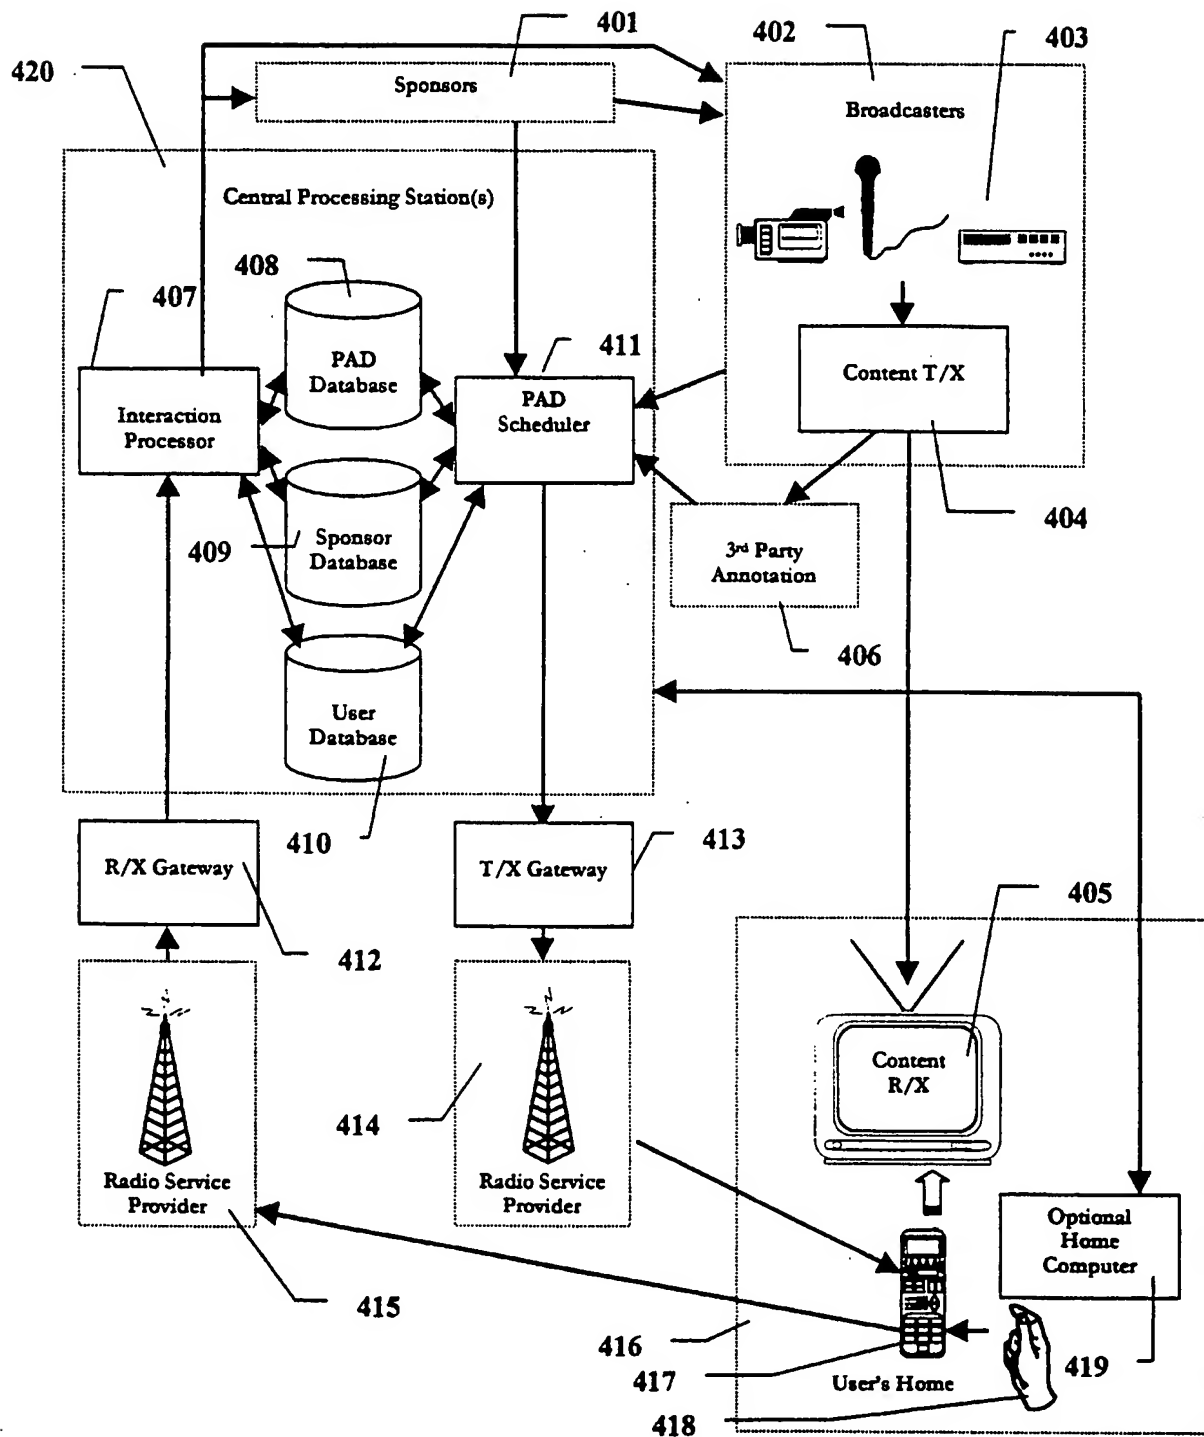 401
402
403
420
Sponsors
Broadcasters
Central Processing Station(s)
408
407
PAD
Database
411
PAD
Scheduler
Content T/X
Interaction
Processor
404
409
Sponsor
Database
3rd Party
Annotation
406
User
Database
410
413
R/X Gateway
T/X Gateway
405
412
Content
R/X
414
Radio Service
Provider
Radio Service
Provider
Optional
Home
Computer
415
416
417
User's Home
419
418